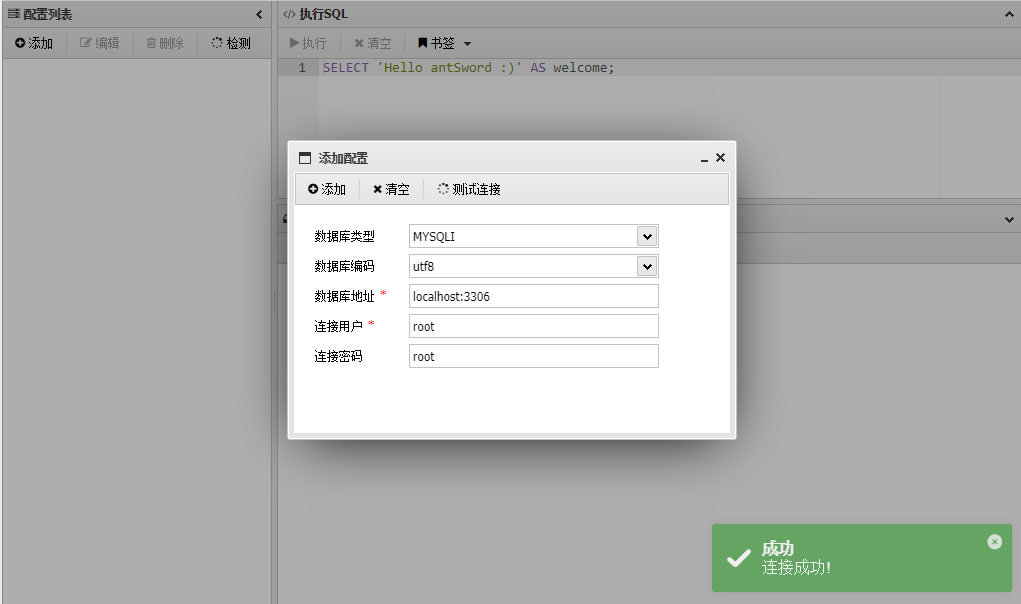 配置列表
添加 编辑 删除 检测
执行SQL
执行 清空 书签
1 SELECT 'Hello antSword :)' AS welcome;
添加配置
添加 清空 测试连接
数据库类型 MYSQLI
数据库编码 utf8
数据库地址 * localhost:3306
连接用户 * root
连接密码 root
成功
连接成功!